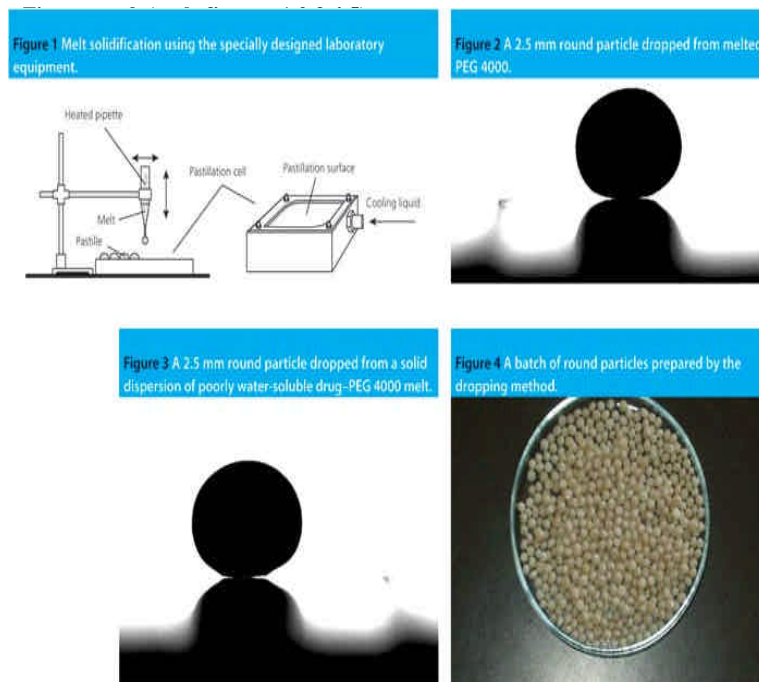 Figure 1 Melt solidification using the specially designed laboratory
equipment.
Heated pipette
Melt
Pastille
Pastillation cell
Pastillation surface
Cooling liquid
Figure 2 A 2.5 mm round particle dropped from melted
PEG 4000.
Figure 3 A 2.5 mm round particle dropped from a solid
dispersion of poorly water-soluble drug–PEG 4000 melt.
Figure 4 A batch of round particles prepared by the
dropping method.